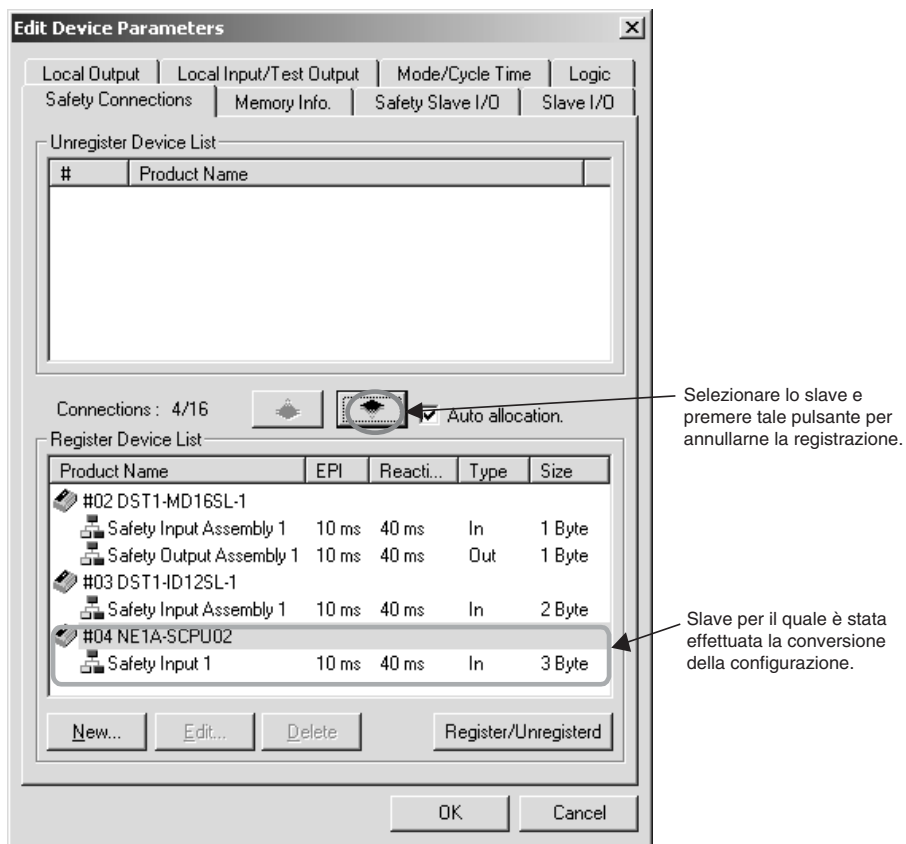 Edit Device Parameters
Local Output Local Input/Test Output Mode/Cycle Time Logic
Safety Connections Memory Info. Safety Slave I/O Slave I/O
Unregister Device List
# Product Name
Connections : 4/16
Auto allocation.
Selezionare lo slave e
premere tale pulsante per
annullarne la registrazione.
Register Device List
Product Name EPI Reacti... Type Size
#02 DST1-MD16SL-1
Safety Input Assembly 1 10 ms 40 ms In 1 Byte
Safety Output Assembly 1 10 ms 40 ms Out 1 Byte
#03 DST1-ID12SL-1
Safety Input Assembly 1 10 ms 40 ms In 2 Byte
#04 NE1A-SCPU02
Safety Input 1 10 ms 40 ms In 3 Byte
Slave per il quale è stata
effettuata la conversione
della configurazione.
New... Edit... Delete Register/Unregisterd
OK Cancel